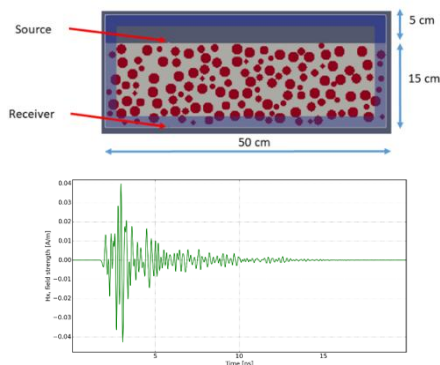 Source
5 cm
15 cm
Receiver
50 cm
Hx, field strength [A/m]
0.04
0.03
0.02
0.01
0.00
−0.01
−0.02
−0.03
−0.04
5
10
15
Time [ns]